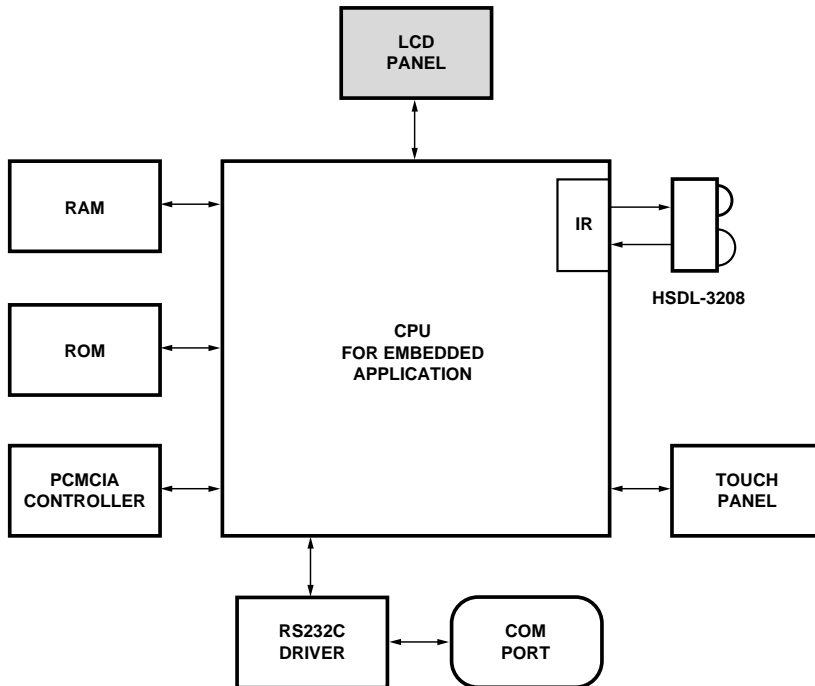 LCD
PANEL
RAM
IR
HSDL-3208
ROM
CPU
FOR EMBEDDED
APPLICATION
PCMCIA
CONTROLLER
TOUCH
PANEL
RS232C
DRIVER
COM
PORT